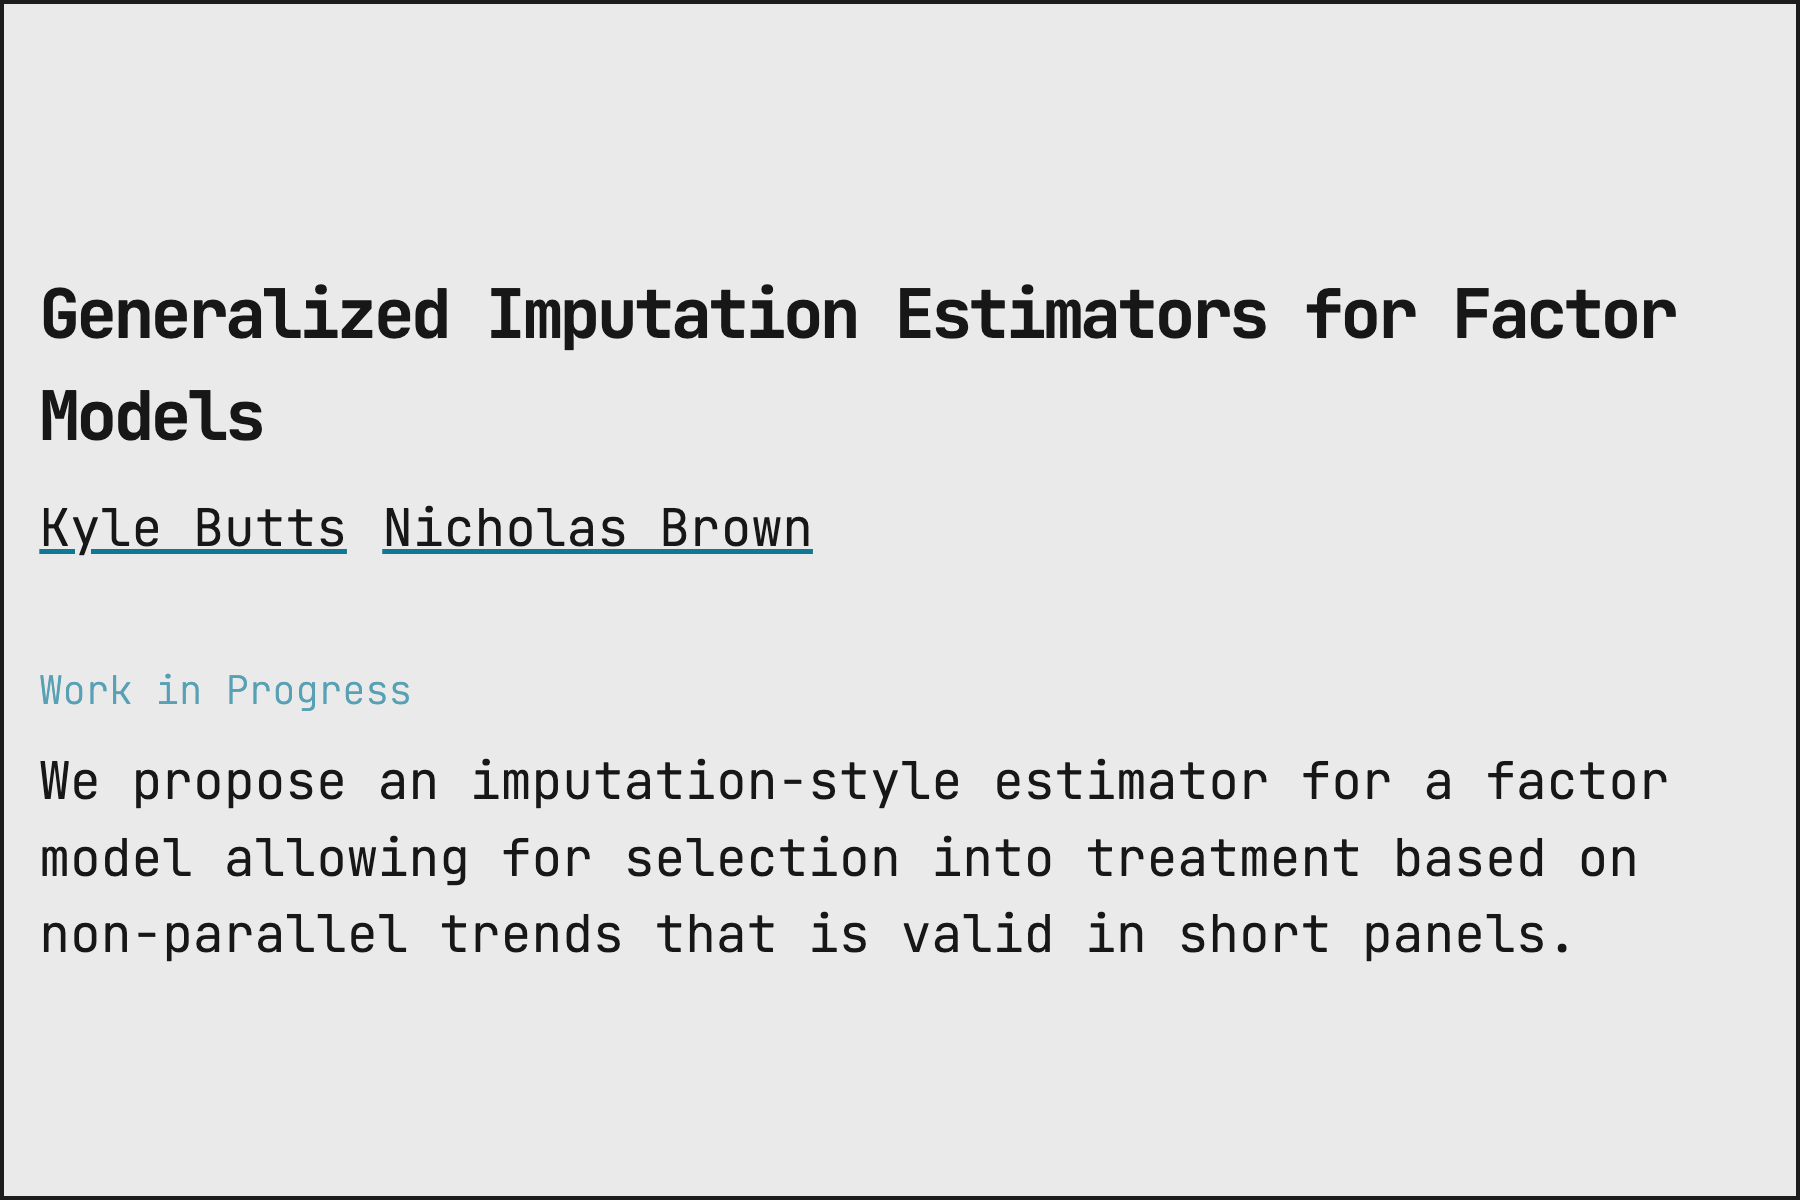 Generalized Imputation Estimators for Factor
Models
Kyle Butts Nicholas Brown
Work in Progress
We propose an imputation-style estimator for a factor
model allowing for selection into treatment based on
non-parallel trends that is valid in short panels.